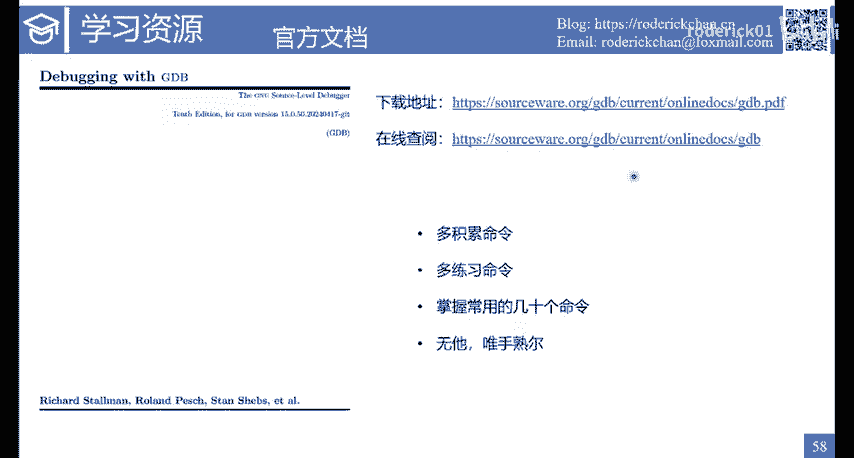 学习资源
官方文档
Blog: https://roderickchan.cn
Email: roderickchan@foxmail.com
roderick01
Debugging with GDB
The GNU Source-Level Debugger
Tenth Edition, for GDB version 15.0.50.20240417-git
(GDB)
下载地址：https://sourceware.org/gdb/current/onlinedocs/gdb.pdf
在线查阅：https://sourceware.org/gdb/current/onlinedocs/gdb
• 多积累命令
• 多练习命令
• 掌握常用的几十个命令
• 无他，唯手熟尔
Richard Stallman, Roland Pesch, Stan Shebs, et al.
58